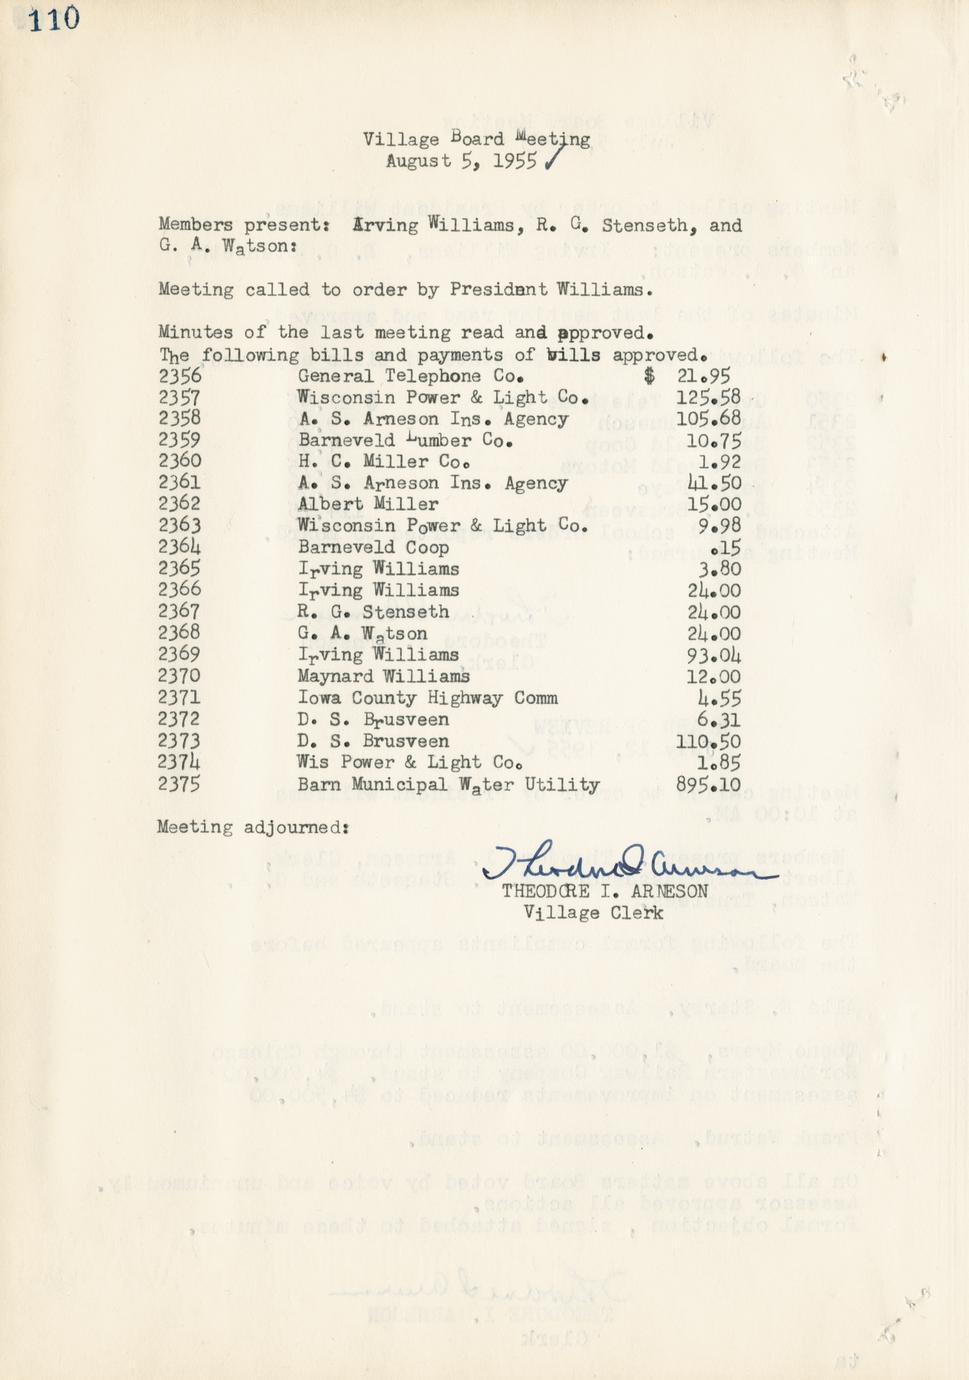 110
Village Board Meeting
August 5, 1955 ✓
Members present: Irving Williams, R. G. Stenseth, and
G. A. Watson:
Meeting called to order by President Williams.
Minutes of the last meeting read and approved.
The following bills and payments of bills approved.
2356 General Telephone Co. $ 21.95
2357 Wisconsin Power & Light Co. 125.58
2358 A. S. Arneson Ins. Agency 105.68
2359 Barneveld Lumber Co. 10.75
2360 H. C. Miller Co. 1.92
2361 A. S. Arneson Ins. Agency 41.50
2362 Albert Miller 15.00
2363 Wisconsin Power & Light Co. 9.98
2364 Barneveld Coop .15
2365 Irving Williams 3.80
2366 Irving Williams 24.00
2367 R. G. Stenseth 24.00
2368 G. A. Watson 24.00
2369 Irving Williams 93.04
2370 Maynard Williams 12.00
2371 Iowa County Highway Comm 4.55
2372 D. S. Brusveen 6.31
2373 D. S. Brusveen 110.50
2374 Wis Power & Light Co. 1.85
2375 Barn Municipal Water Utility 895.10
Meeting adjourned:
Theodore I Arneson
THEODORE I. ARNESON
Village Clerk